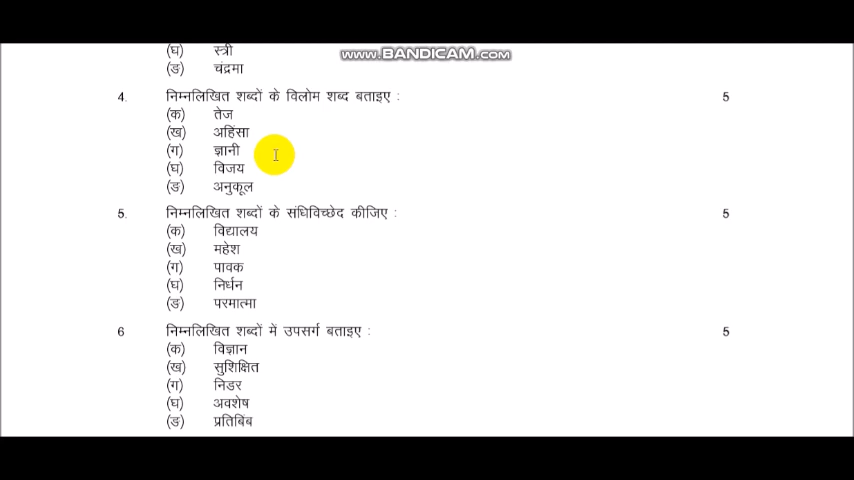 www.BANDICAM.com
(घ) स्त्री
(ङ) चंद्रमा
4. निम्नलिखित शब्दों के विलोम शब्द बताइए : 5
(क) तेज
(ख) अहिंसा
(ग) ज्ञानी
(घ) विजय
(ङ) अनुकूल
5. निम्नलिखित शब्दों के संधिविच्छेद कीजिए : 5
(क) विद्यालय
(ख) महेश
(ग) पावक
(घ) निर्धन
(ङ) परमात्मा
6 निम्नलिखित शब्दों में उपसर्ग बताइए : 5
(क) विज्ञान
(ख) सुशिक्षित
(ग) निडर
(घ) अवशेष
(ङ) प्रतिबिंब